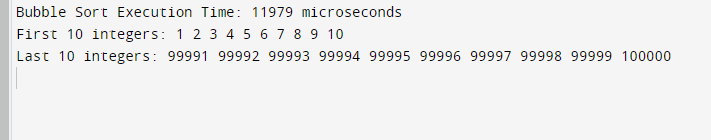 Bubble Sort Execution Time: 11979 microseconds
First 10 integers: 1 2 3 4 5 6 7 8 9 10
Last 10 integers: 99991 99992 99993 99994 99995 99996 99997 99998 99999 100000